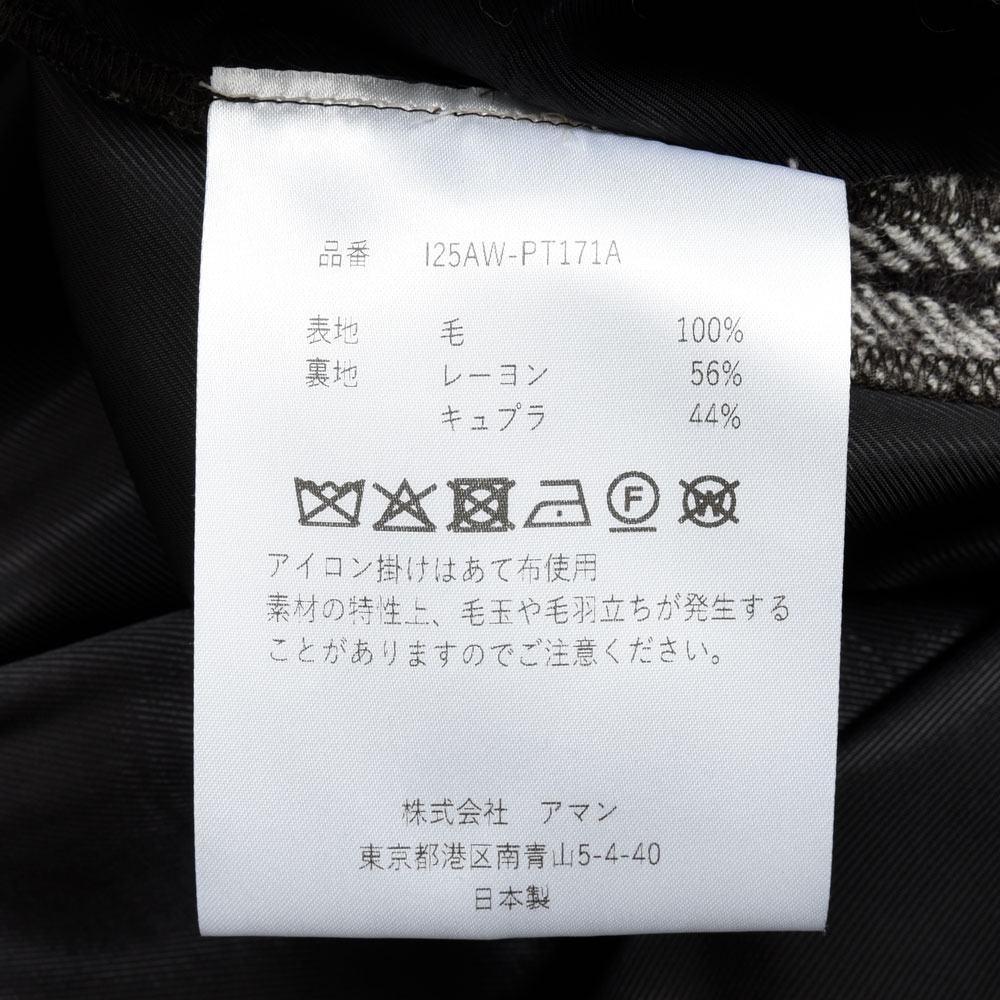 品番 I25AW-PT171A
表地 毛 100%
裏地 レーヨン 56%
キュプラ 44%
F W
アイロン掛けはあて布使用
素材の特性上、毛玉や毛羽立ちが発生する
ことがありますのでご注意ください。
株式会社 アマン
東京都港区南青山5-4-40
日本製